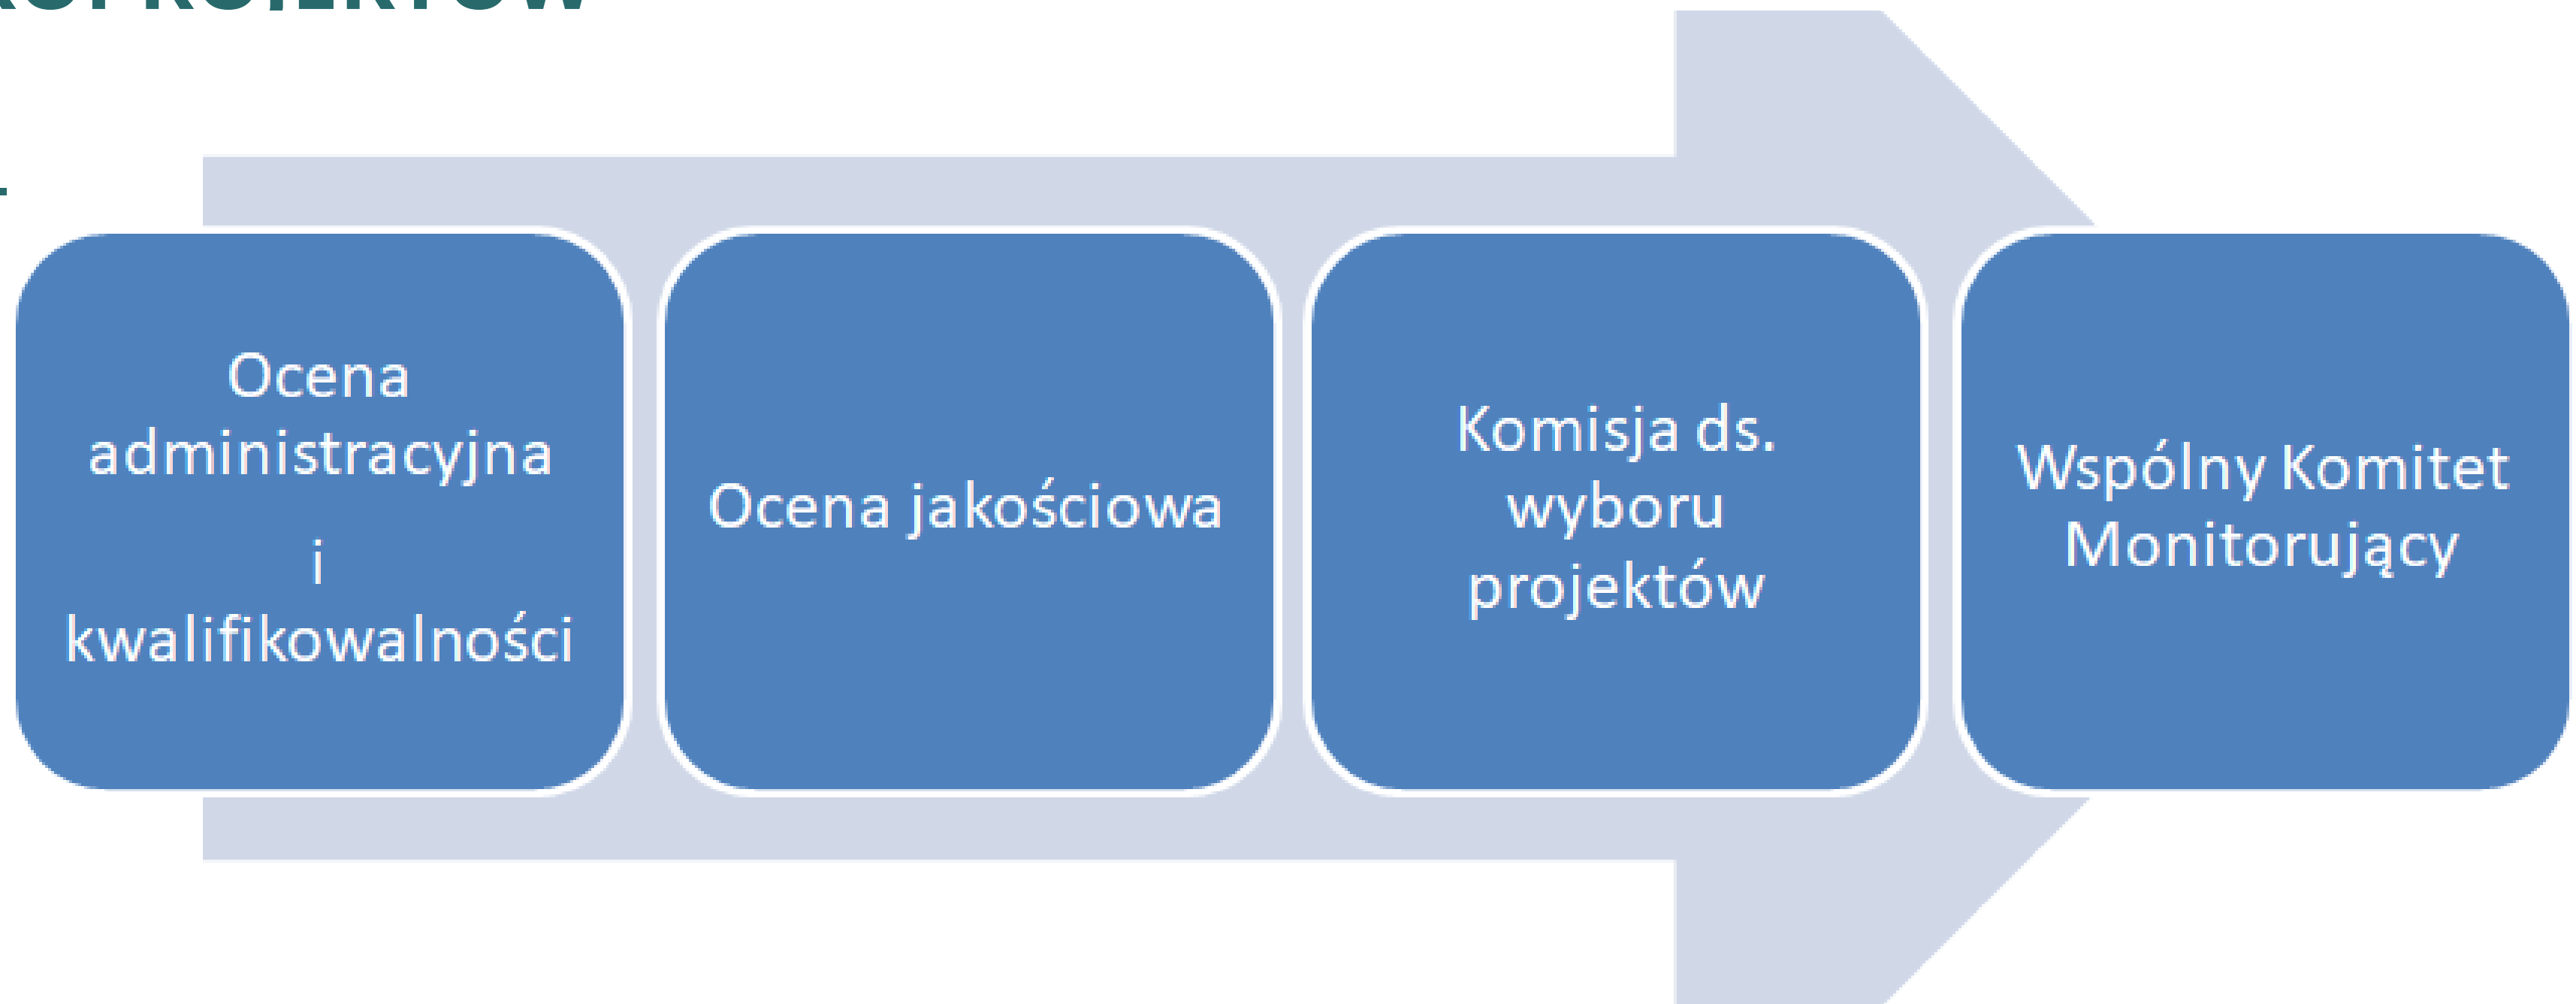 Ocena
administracyjna
i
kwalifikowalności
Ocena jakościowa
Komisja ds.
wyboru
projektów
Wspólny Komitet
Monitorujący